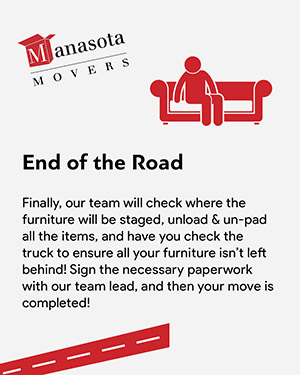 Manasota
MOVERS
End of the Road
Finally, our team will check where the
furniture will be staged, unload & un-pad
all the items, and have you check the
truck to ensure all your furniture isn't left
behind! Sign the necessary paperwork
with our team lead, and then your move is
completed!